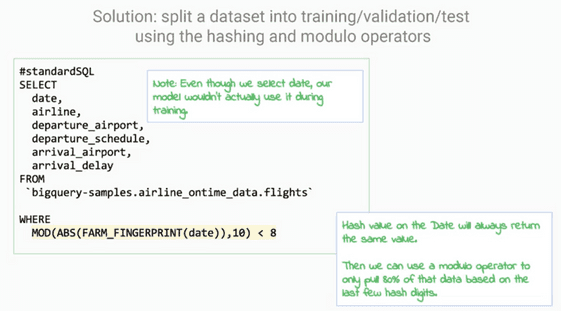 Solution: split a dataset into training/validation/test
using the hashing and modulo operators
#standardSQL
SELECT
date,
airline,
departure_airport,
departure_schedule,
arrival_airport,
arrival_delay
FROM
`bigquery-samples.airline_ontime_data.flights`
WHERE
MOD(ABS(FARM_FINGERPRINT(date)),10) < 8
Note: Even though we select date, our
model wouldn't actually use it during
training.
Hash value on the Date will always return
the same value.
Then we can use a modulo operator to
only pull 80% of that data based on the
last few hash digits.